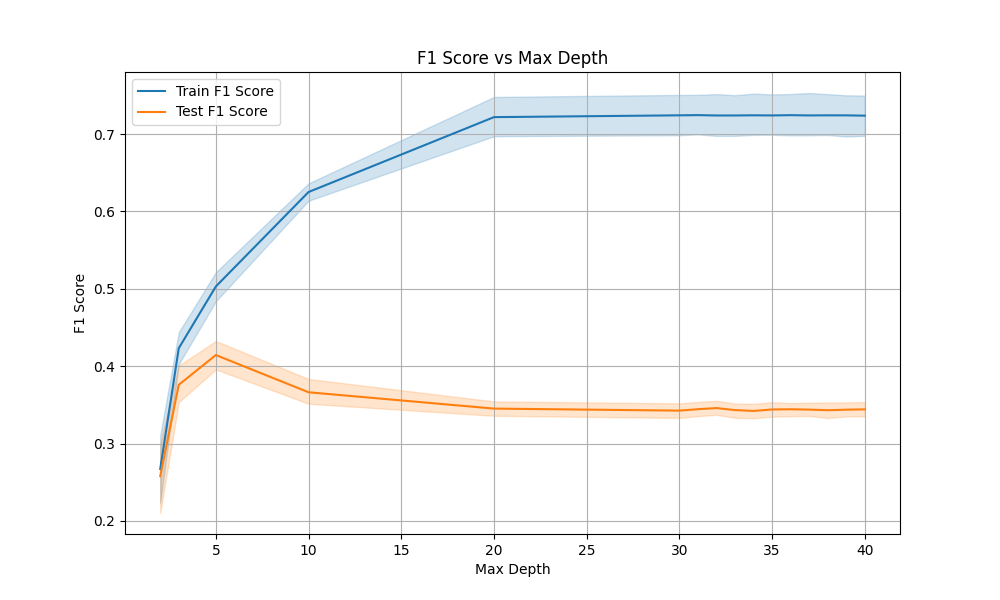 F1 Score vs Max Depth
Train F1 Score
Test F1 Score
F1 Score
0.7
0.6
0.5
0.4
0.3
0.2
5 10 15 20 25 30 35 40
Max Depth